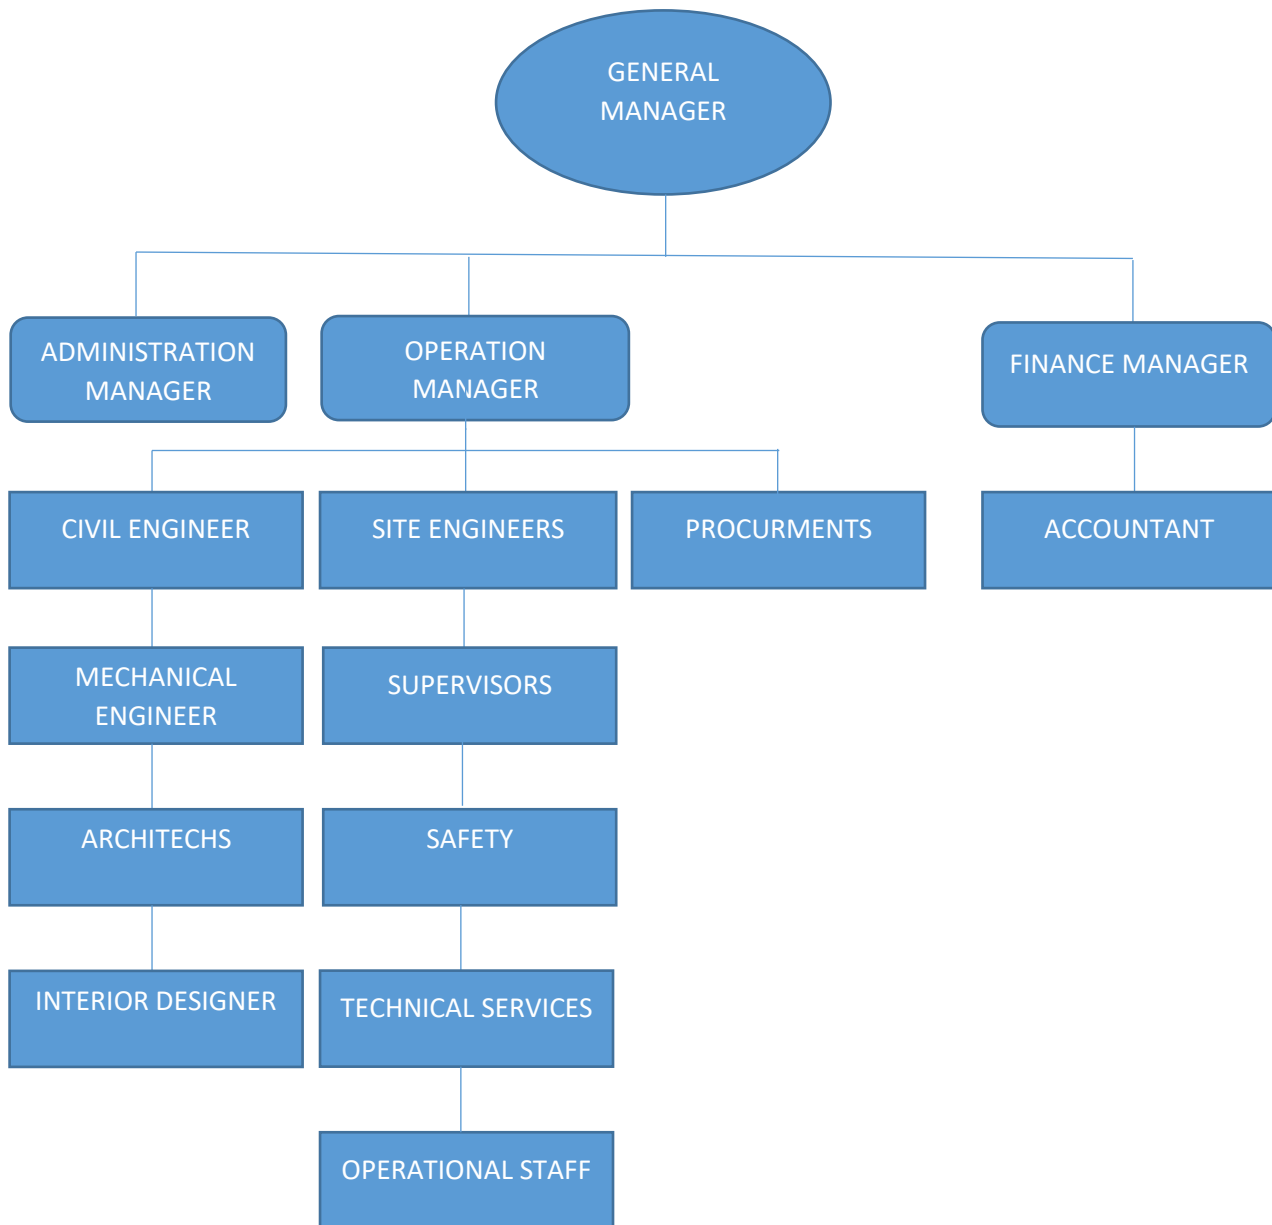 GENERAL
MANAGER
ADMINISTRATION
MANAGER
OPERATION
MANAGER
FINANCE MANAGER
CIVIL ENGINEER
SITE ENGINEERS
PROCURMENTS
ACCOUNTANT
MECHANICAL
ENGINEER
SUPERVISORS
ARCHITECHS
SAFETY
INTERIOR DESIGNER
TECHNICAL SERVICES
OPERATIONAL STAFF